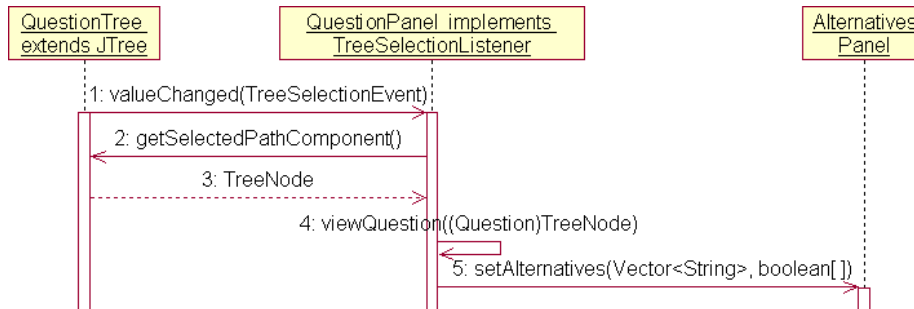 QuestionTree
extends JTree
QuestionPanel implements
TreeSelectionListener
Alternatives
Panel
1: valueChanged(TreeSelectionEvent)
2: getSelectedPathComponent()
3: TreeNode
4: viewQuestion((Question)TreeNode)
5: setAlternatives(Vector<String>, boolean[ ])